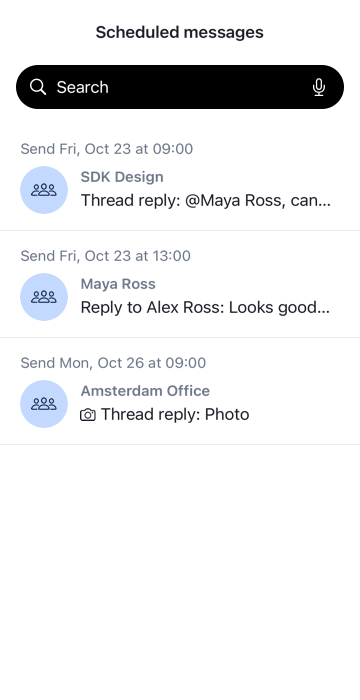 Scheduled messages
Search
Send Fri, Oct 23 at 09:00
SDK Design
Thread reply: @Maya Ross, can...
Send Fri, Oct 23 at 13:00
Maya Ross
Reply to Alex Ross: Looks good...
Send Mon, Oct 26 at 09:00
Amsterdam Office
Thread reply: Photo